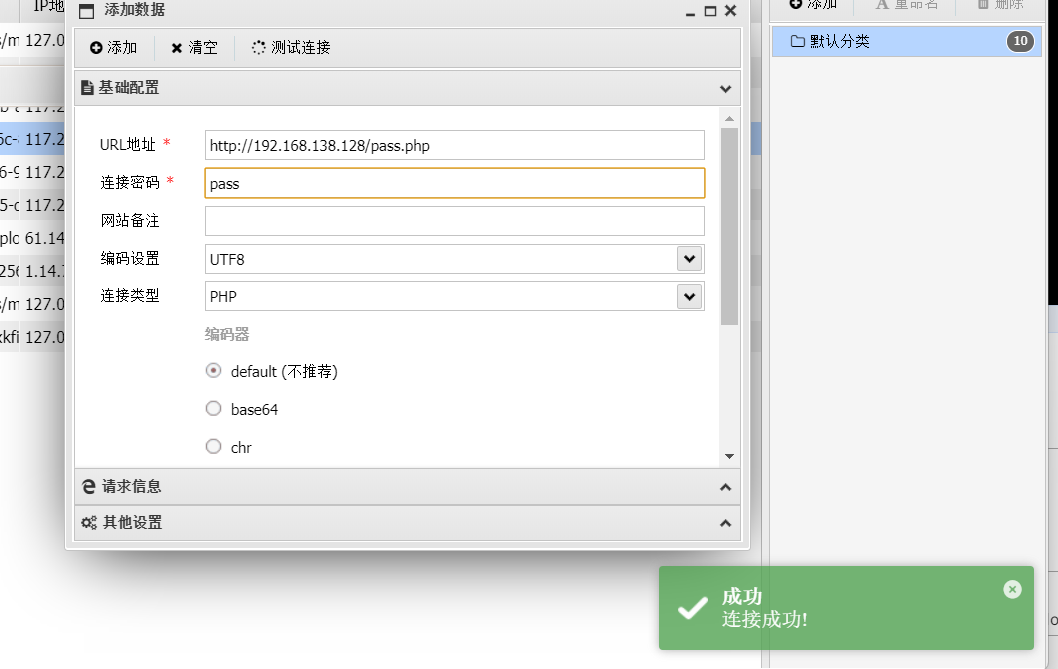 IP地
添加数据
添加
重命名
删除
s/m 127.0
添加
清空
测试连接
默认分类
10
基础配置
5c- 117.2
6-9 117.2
5-c 117.2
plo 61.14
256 1.14.7
s/m 127.0
kfi 127.0
URL地址 *
http://192.168.138.128/pass.php
连接密码 *
pass
网站备注
编码设置
UTF8
连接类型
PHP
编码器
default (不推荐)
base64
chr
请求信息
其他设置
成功
连接成功!